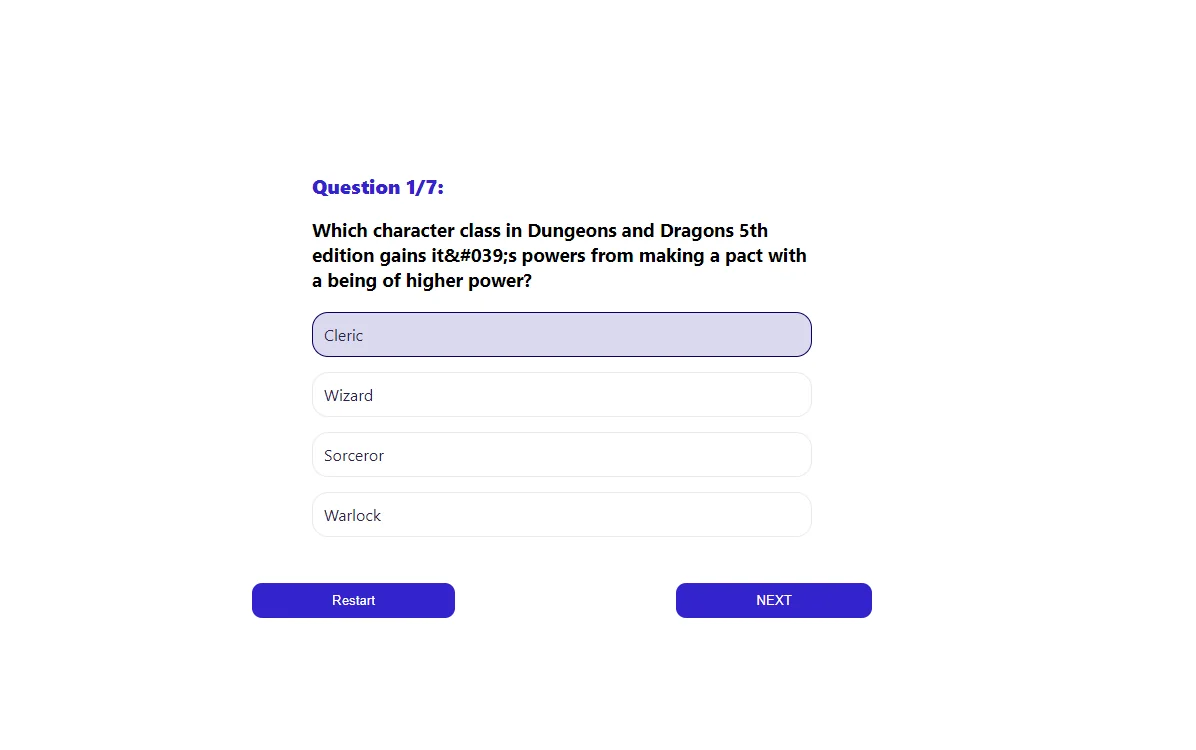 Question 1/7:
Which character class in Dungeons and Dragons 5th
edition gains it&#039;s powers from making a pact with
a being of higher power?
Cleric
Wizard
Sorceror
Warlock
Restart
NEXT